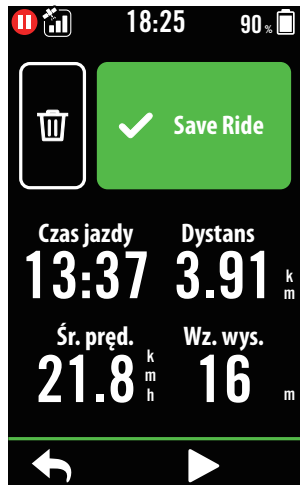 18:25 90 %
Save Ride
Czas jazdy Dystans
13:37 3.91 km
Śr. pręd. Wz. wys.
21.8 kmh 16 m